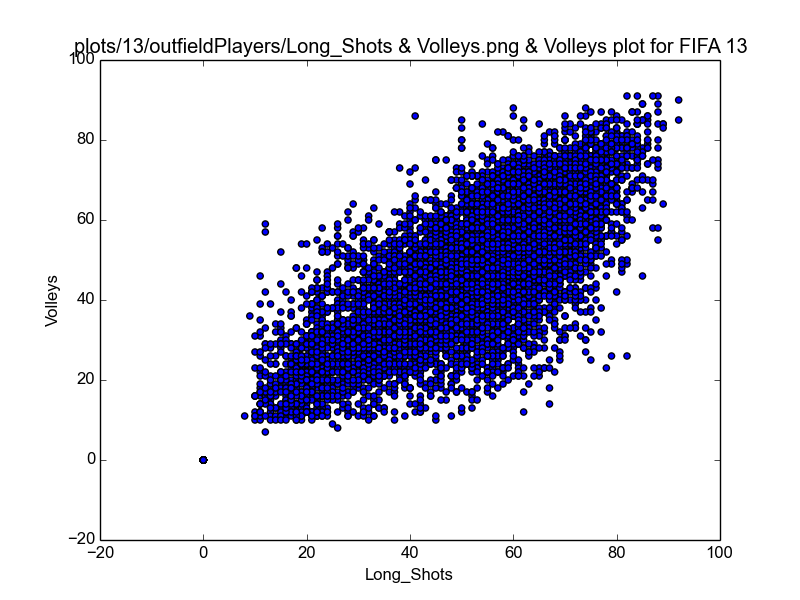 plots/13/outfieldPlayers/Long_Shots & Volleys.png & Volleys plot for FIFA 13
100
80
60
40
20
0
−20
Volleys
−20 0 20 40 60 80 100
Long_Shots